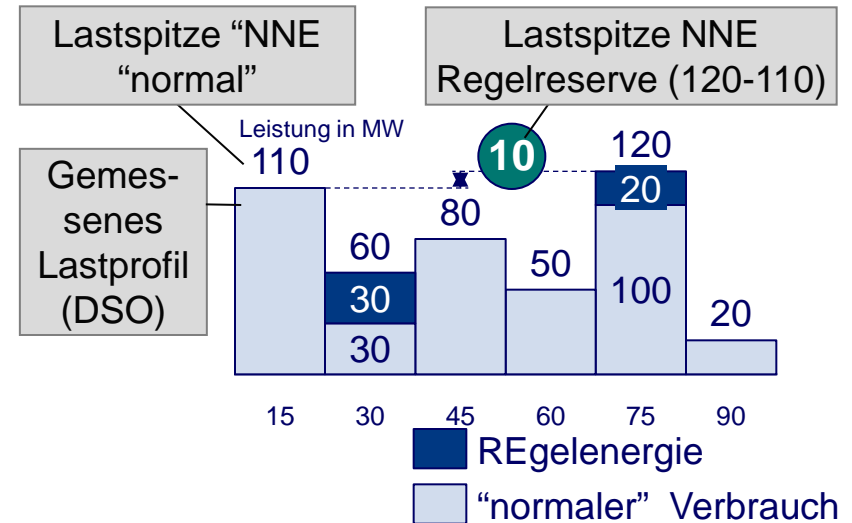 Lastspitze “NNE
“normal”
Lastspitze NNE
Regelreserve (120-110)
Leistung in MW
Gemes-
senes
Lastprofil
(DSO)
110
10
120
20
80
60
30
30
50
100
20
15 30 45 60 75 90
REgelenergie
“normaler” Verbrauch